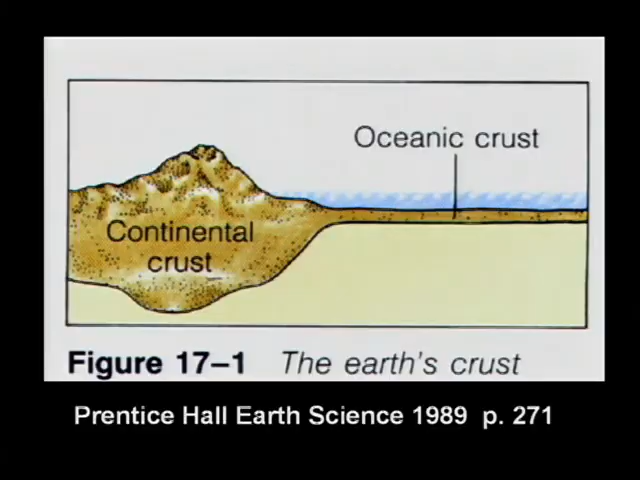 Oceanic crust
Continental
crust
Figure 17–1 The earth's crust
Prentice Hall Earth Science 1989 p. 271